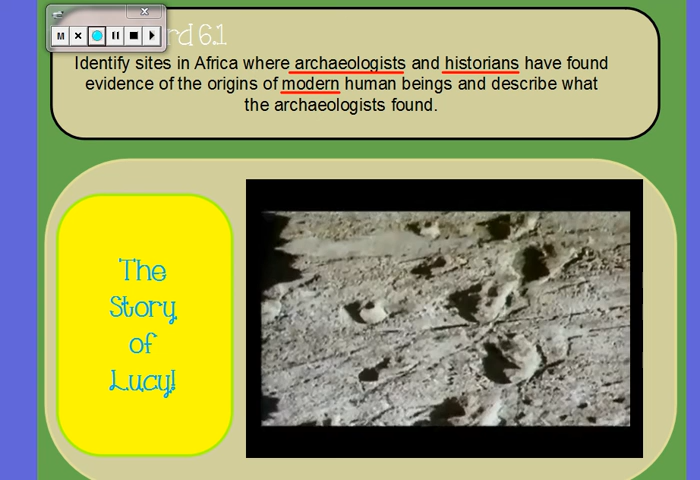 M
rd 6.1
Identify sites in Africa where archaeologists and historians have found
evidence of the origins of modern human beings and describe what
the archaeologists found.
The
Story
of
Lucy!